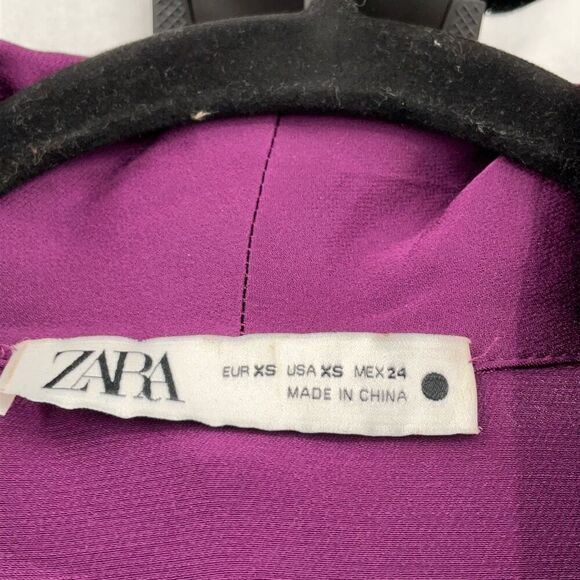 ZARA
EUR XS USA XS MEX 24
MADE IN CHINA